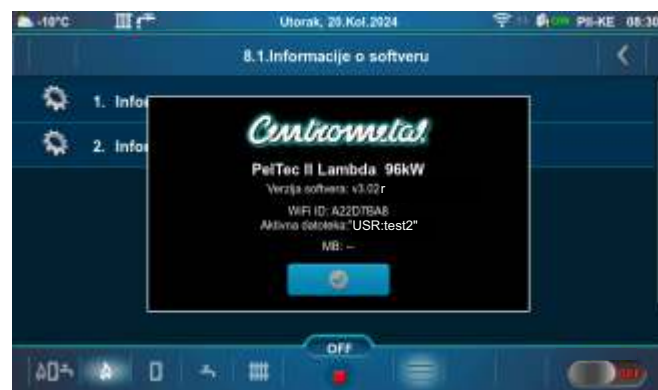 -10°C Utorak, 20.Kol.2024 PII-KE 08:30
8.1.Informacije o softveru
1. Info
2. Info
Centrometal
PelTec II Lambda 96kW
Verzija softvera: v3.02r
WiFi ID: A22D7BA8
Aktivna datoteka:"USR:test2"
MB: --
OFF
OFF